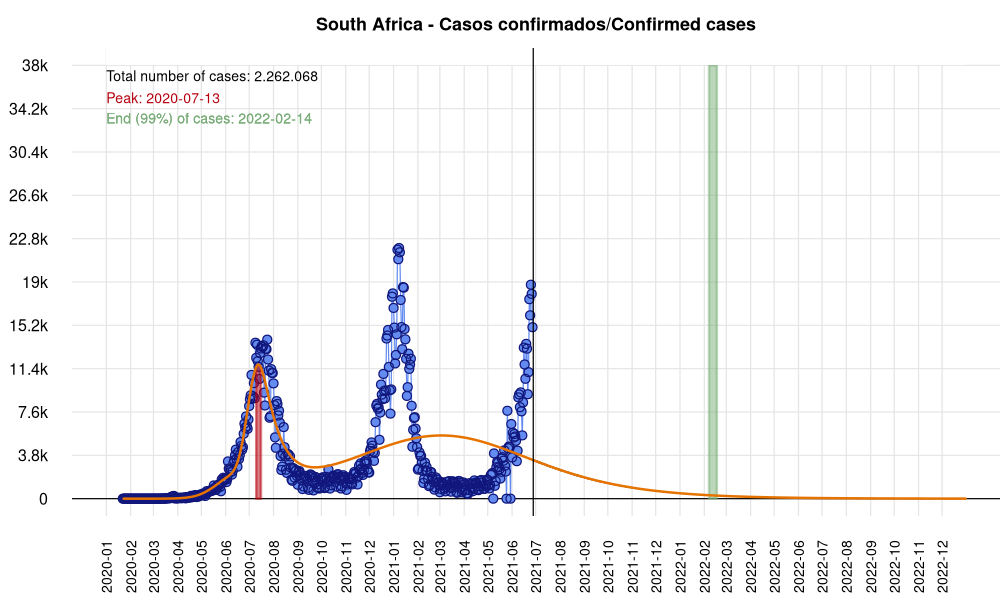 South Africa - Casos confirmados/Confirmed cases
Total number of cases: 2.262.068
Peak: 2020-07-13
End (99%) of cases: 2022-02-14
38k
34.2k
30.4k
26.6k
22.8k
19k
15.2k
11.4k
7.6k
3.8k
0
2020-01
2020-02
2020-03
2020-04
2020-05
2020-06
2020-07
2020-08
2020-09
2020-10
2020-11
2020-12
2021-01
2021-02
2021-03
2021-04
2021-05
2021-06
2021-07
2021-08
2021-09
2021-10
2021-11
2021-12
2022-01
2022-02
2022-03
2022-04
2022-05
2022-06
2022-07
2022-08
2022-09
2022-10
2022-11
2022-12